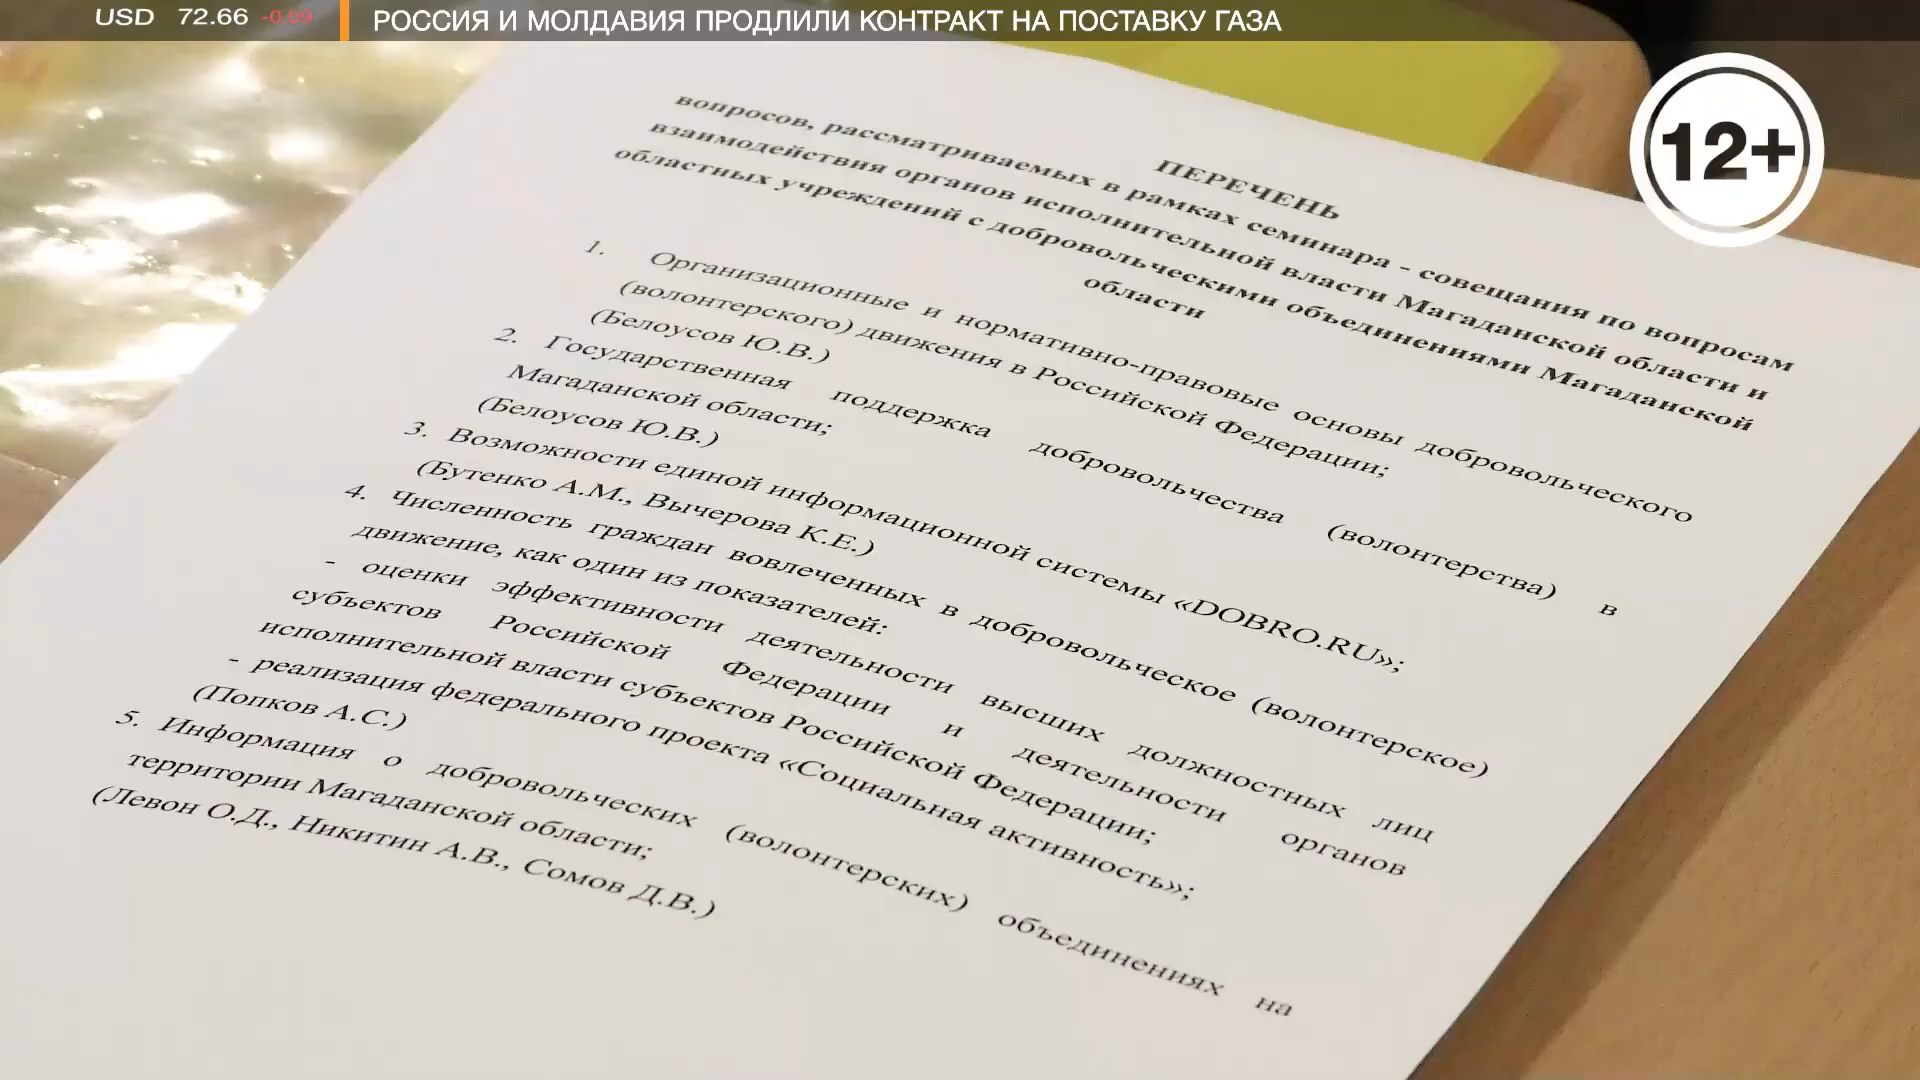 USD 72.66 -0.09
РОССИЯ И МОЛДАВИЯ ПРОДЛИЛИ КОНТРАКТ НА ПОСТАВКУ ГАЗА
12+
ПЕРЕЧЕНЬ
вопросов, рассматриваемых в рамках семинара - совещания по вопросам
взаимодействия органов исполнительной власти Магаданской области и
областных учреждений с добровольческими объединениями Магаданской
области
1. Организационные и нормативно-правовые основы добровольческого
(волонтерского) движения в Российской Федерации;
(Белоусов Ю.В.)
2. Государственная поддержка добровольчества (волонтерства) в
Магаданской области;
(Белоусов Ю.В.)
3. Возможности единой информационной системы «DOBRO.RU»;
(Бутенко А.М., Вычерова К.Е.)
4. Численность граждан вовлеченных в добровольческое (волонтерское)
движение, как один из показателей:
- оценки эффективности деятельности высших должностных лиц
субъектов Российской Федерации и деятельности органов
исполнительной власти субъектов Российской Федерации;
- реализация федерального проекта «Социальная активность»;
(Попков А.С.)
5. Информация о добровольческих (волонтерских) объединениях на
территории Магаданской области;
(Левон О.Д., Никитин А.В., Сомов Д.В.)